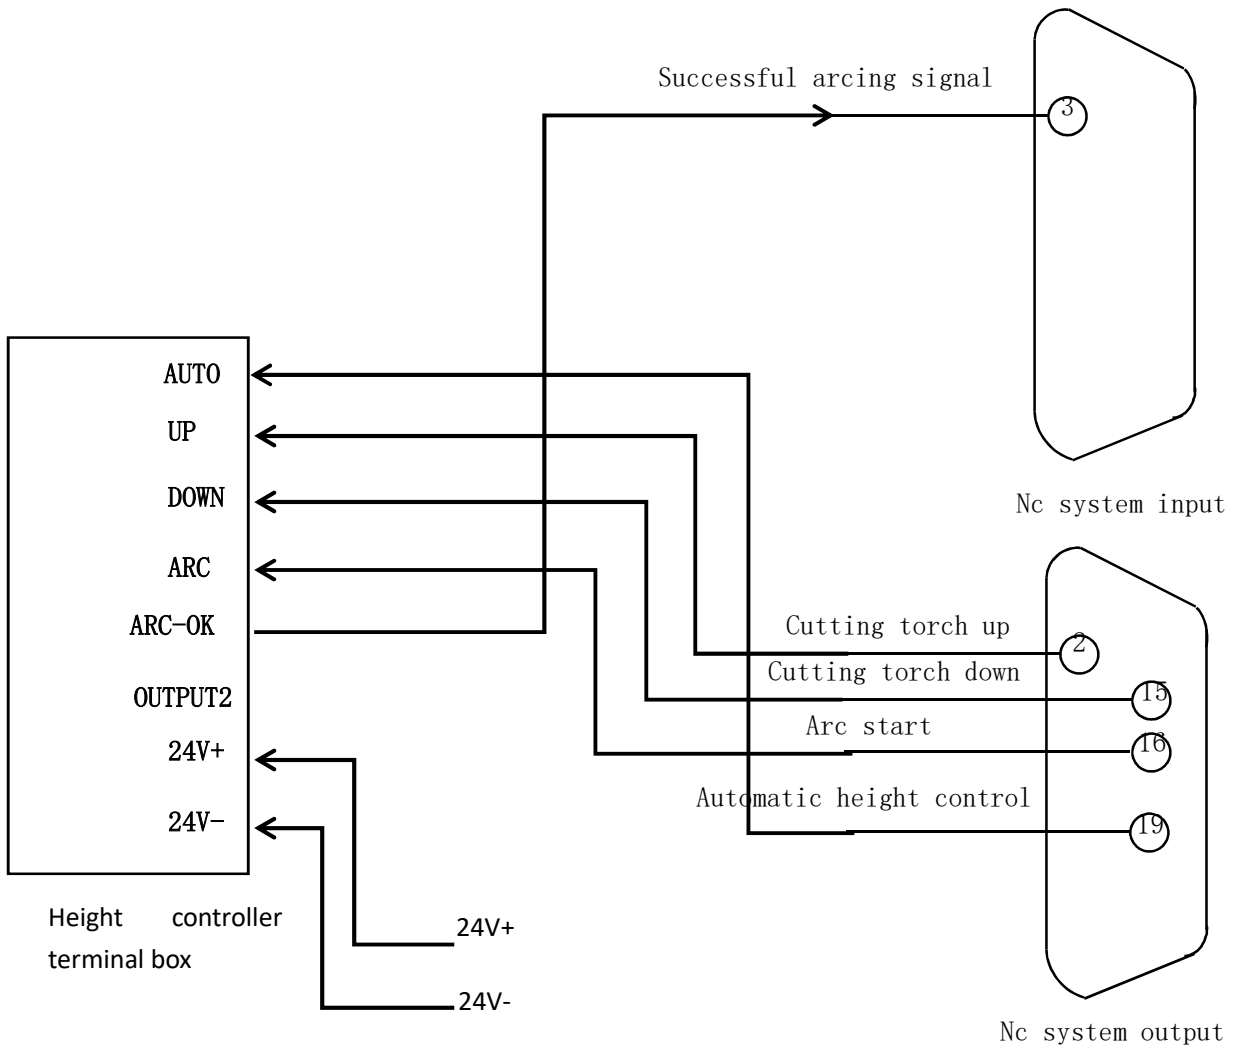 Successful arcing signal
3
AUTO
UP
DOWN
ARC
ARC-OK
OUTPUT2
24V+
24V-
Height controller
terminal box
24V+
24V-
Nc system input
Cutting torch up
2
Cutting torch down
15
Arc start
16
Automatic height control
19
Nc system output